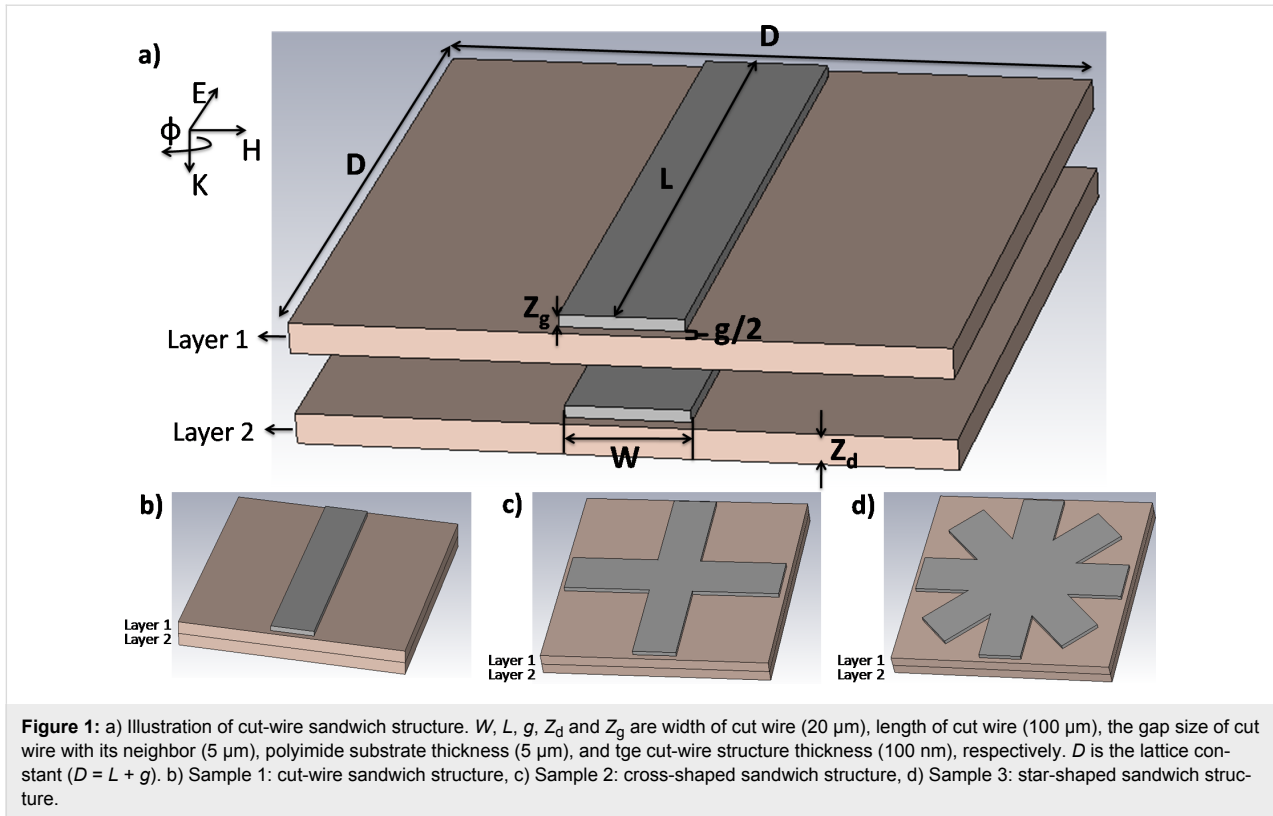 a)
D
E
ϕ
H
K
D
L
Zg
g/2
Layer 1
Layer 2
W
Zd
b)
c)
d)
Layer 1
Layer 2
Layer 1
Layer 2
Layer 1
Layer 2
Figure 1: a) Illustration of cut-wire sandwich structure. W, L, g, Zd and Zg are width of cut wire (20 μm), length of cut wire (100 μm), the gap size of cut
wire with its neighbor (5 μm), polyimide substrate thickness (5 μm), and tge cut-wire structure thickness (100 nm), respectively. D is the lattice con-
stant (D = L + g). b) Sample 1: cut-wire sandwich structure, c) Sample 2: cross-shaped sandwich structure, d) Sample 3: star-shaped sandwich struc-
ture.